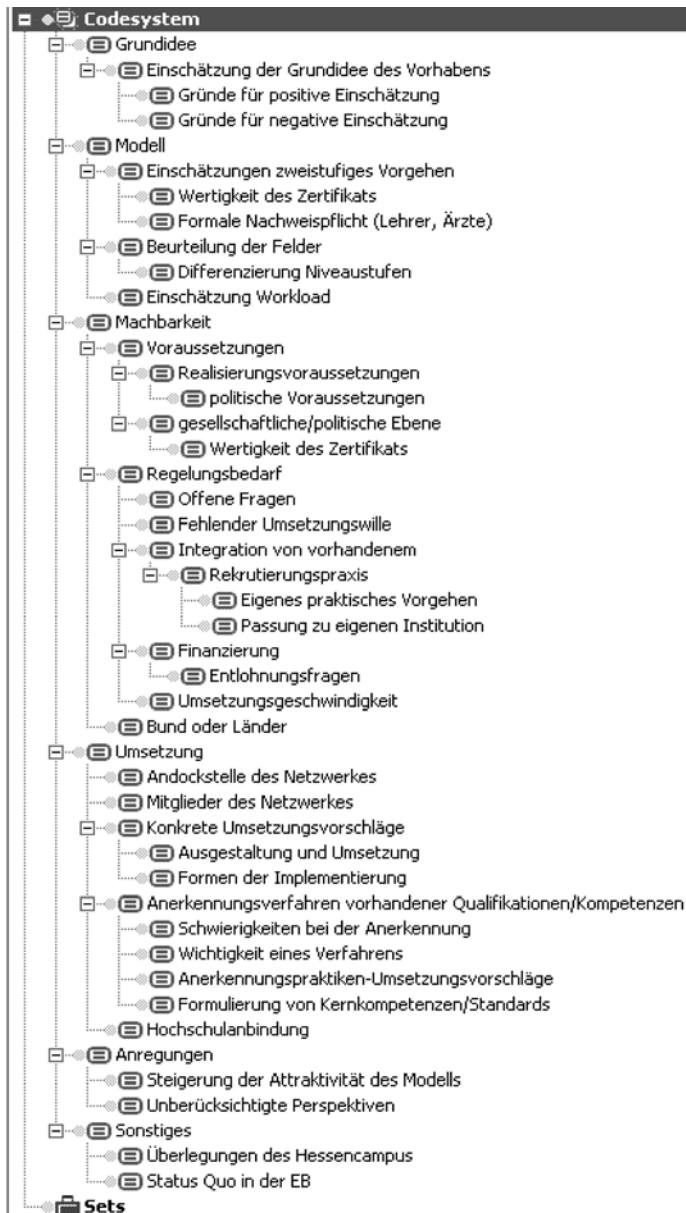 Codesystem
Grundidee
Einschätzung der Grundidee des Vorhabens
Gründe für positive Einschätzung
Gründe für negative Einschätzung
Modell
Einschätzungen zweistufiges Vorgehen
Wertigkeit des Zertifikats
Formale Nachweispflicht (Lehrer, Ärzte)
Beurteilung der Felder
Differenzierung Niveaustufen
Einschätzung Workload
Machbarkeit
Voraussetzungen
Realisierungsvoraussetzungen
politische Voraussetzungen
gesellschaftliche/politische Ebene
Wertigkeit des Zertifikats
Regelungsbedarf
Offene Fragen
Fehlender Umsetzungswille
Integration von vorhandenem
Rekrutierungspraxis
Eigenes praktisches Vorgehen
Passung zu eigenen Institution
Finanzierung
Entlohnungsfragen
Umsetzungsgeschwindigkeit
Bund oder Länder
Umsetzung
Andockstelle des Netzwerkes
Mitglieder des Netzwerkes
Konkrete Umsetzungsvorschläge
Ausgestaltung und Umsetzung
Formen der Implementierung
Anerkennungsverfahren vorhandener Qualifikationen/Kompetenzen
Schwierigkeiten bei der Anerkennung
Wichtigkeit eines Verfahrens
Anerkennungspraktiken-Umsetzungsvorschläge
Formulierung von Kernkompetenzen/Standards
Hochschulanbindung
Anregungen
Steigerung der Attraktivität des Modells
Unberücksichtigte Perspektiven
Sonstiges
Überlegungen des Hessencampus
Status Quo in der EB
Sets